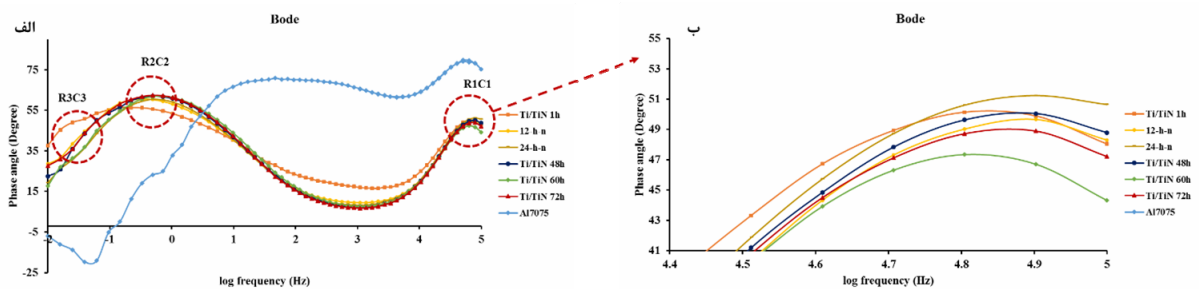 الف
Bode
Phase angle (Degree)
75
55
35
15
-5
-25
-2
-1
0
1
2
3
4
5
log frequency (Hz)
R3C3
R2C2
R1C1
Ti/TiN 1h
12-h-n
24-h-n
Ti/TiN 48h
Ti/TiN 60h
Ti/TiN 72h
Al7075
ب
Bode
Phase angle (Degree)
55
53
51
49
47
45
43
41
4.4
4.5
4.6
4.7
4.8
4.9
5
log frequency (Hz)
Ti/TiN 1h
12-h-n
24-h-n
Ti/TiN 48h
Ti/TiN 60h
Ti/TiN 72h
Al7075